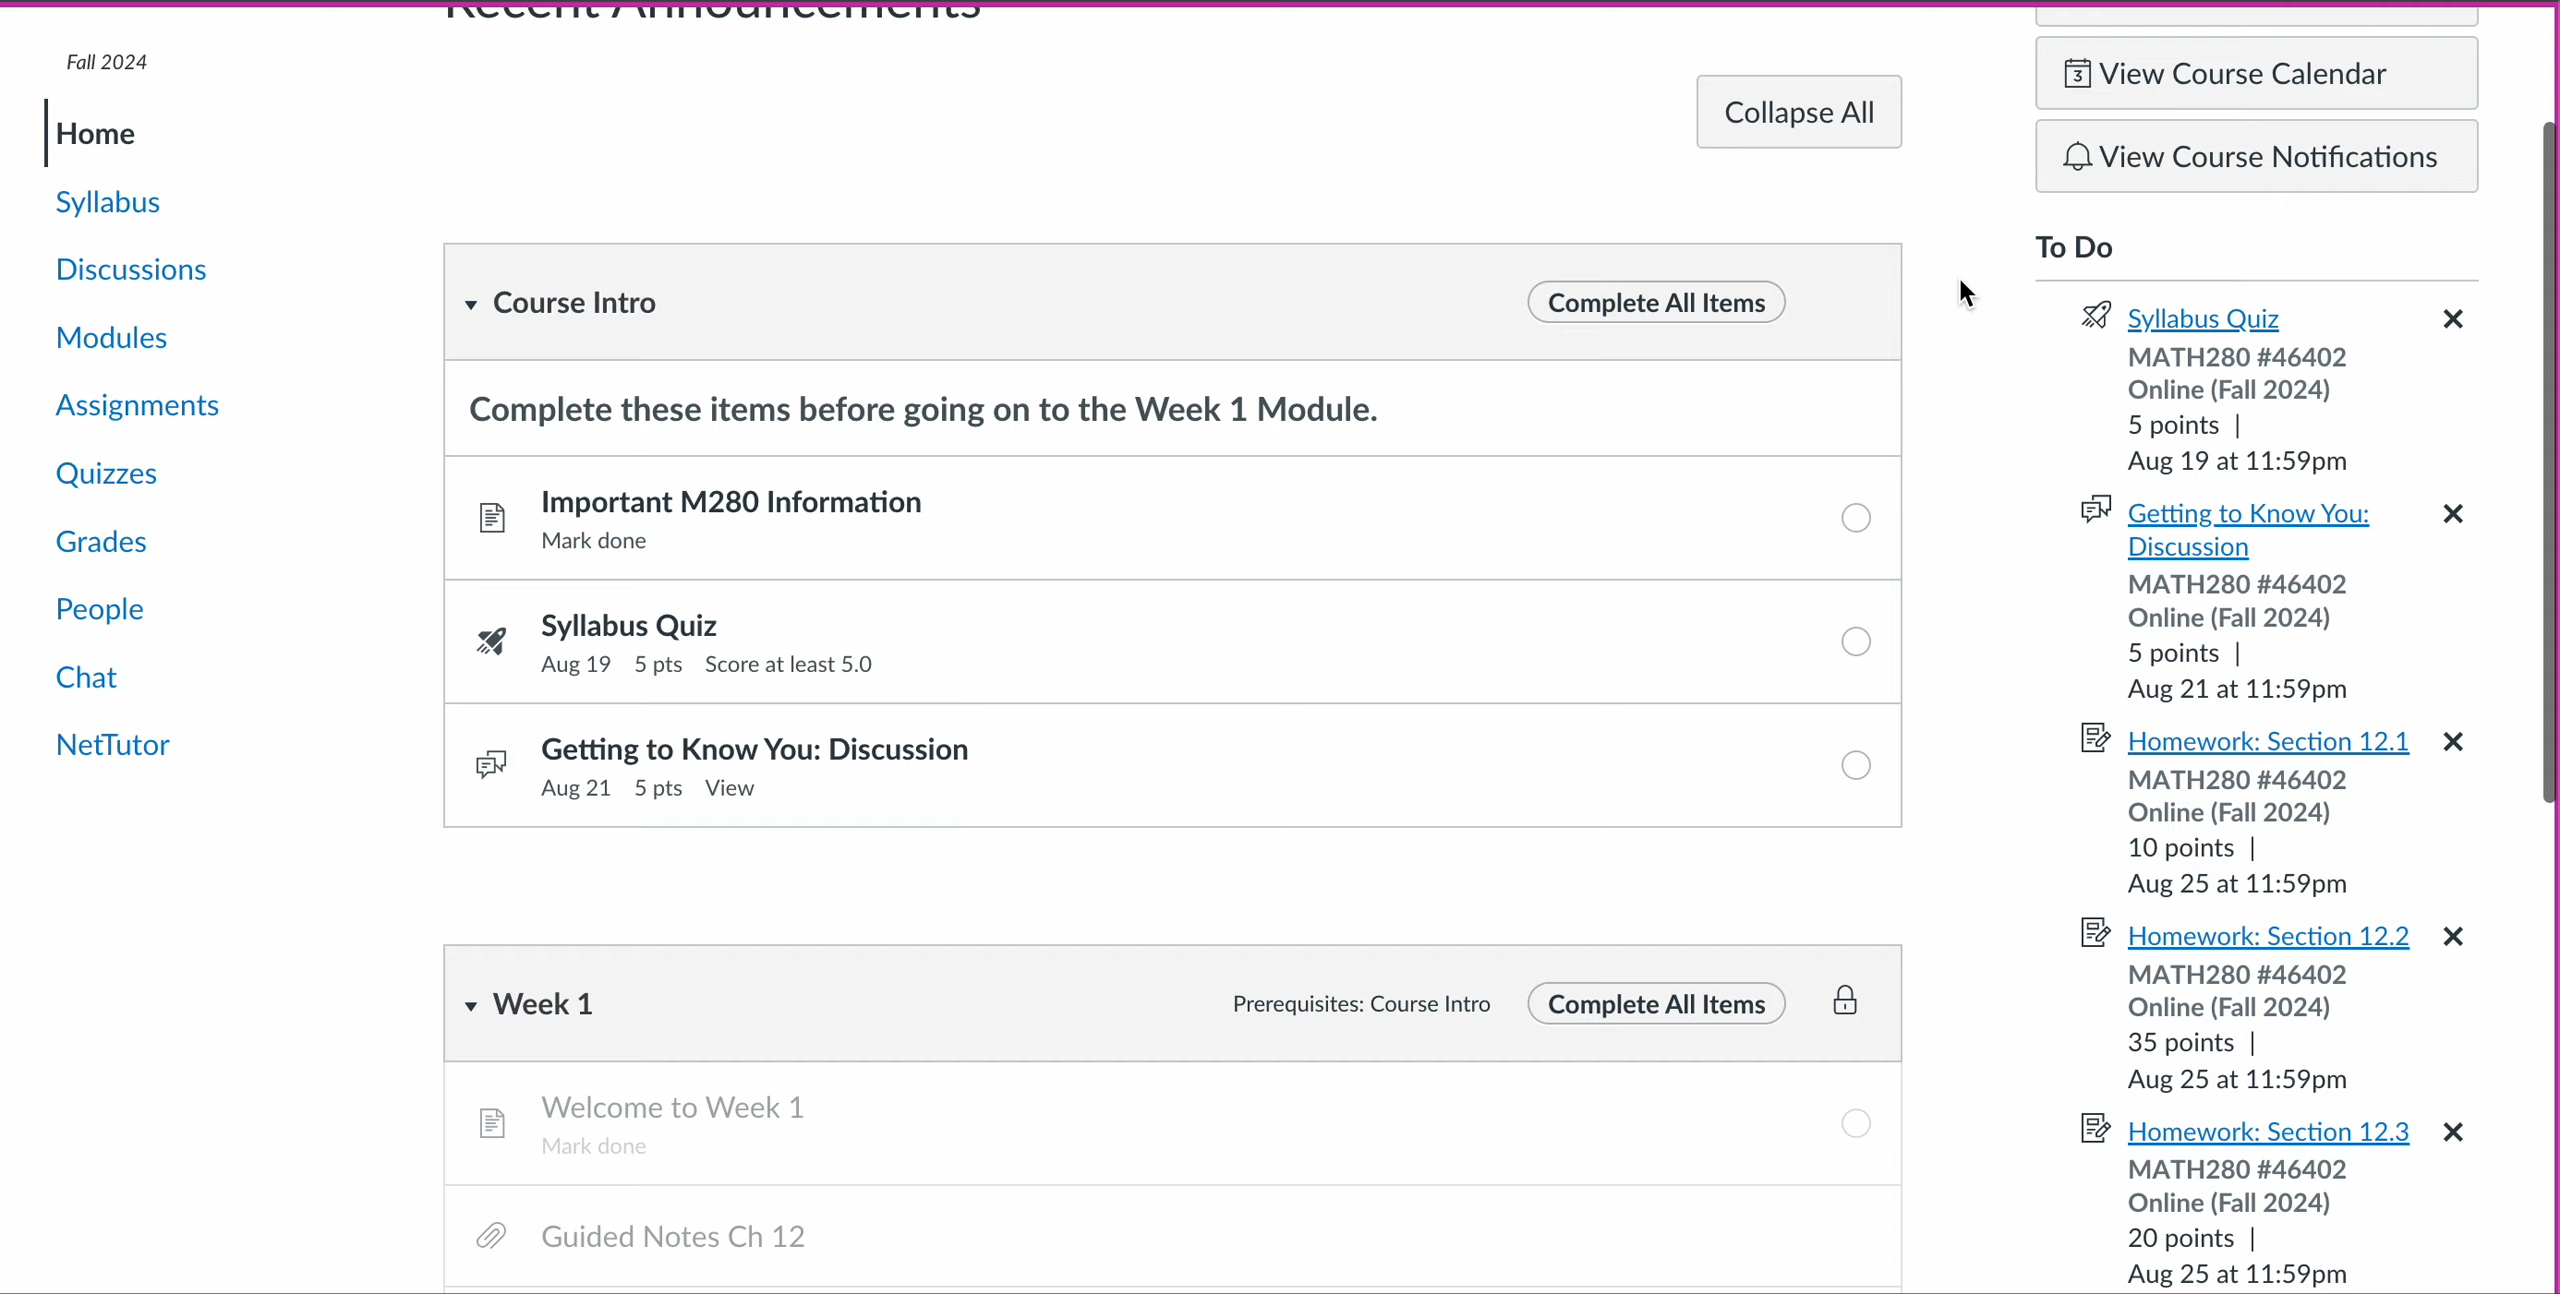 Recent Announcements
Fall 2024
Home
Syllabus
Discussions
Modules
Assignments
Quizzes
Grades
People
Chat
NetTutor
Collapse All
Course Intro
Complete All Items
Complete these items before going on to the Week 1 Module.
Important M280 Information
Mark done
Syllabus Quiz
Aug 19 5 pts Score at least 5.0
Getting to Know You: Discussion
Aug 21 5 pts View
Week 1
Prerequisites: Course Intro
Complete All Items
Welcome to Week 1
Mark done
Guided Notes Ch 12
3 View Course Calendar
View Course Notifications
To Do
Syllabus Quiz
MATH280 #46402
Online (Fall 2024)
5 points |
Aug 19 at 11:59pm
Getting to Know You:
Discussion
MATH280 #46402
Online (Fall 2024)
5 points |
Aug 21 at 11:59pm
Homework: Section 12.1
MATH280 #46402
Online (Fall 2024)
10 points |
Aug 25 at 11:59pm
Homework: Section 12.2
MATH280 #46402
Online (Fall 2024)
35 points |
Aug 25 at 11:59pm
Homework: Section 12.3
MATH280 #46402
Online (Fall 2024)
20 points |
Aug 25 at 11:59pm